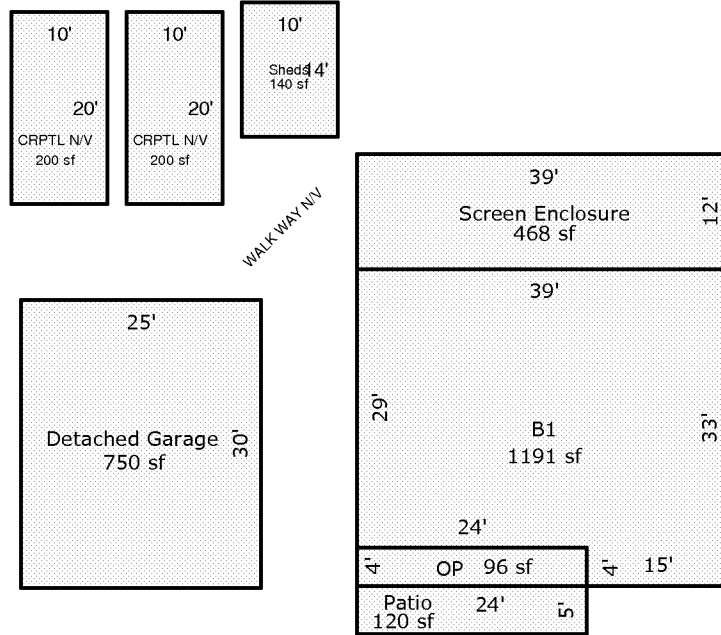 10'
20'
CRPTL N/V
200 sf
10'
20'
CRPTL N/V
200 sf
10'
Sheds 14'
140 sf
WALK WAY N/V
39'
Screen Enclosure
468 sf
12'
25'
Detached Garage
750 sf
30'
39'
29'
B1
1191 sf
33'
24'
4'
OP 96 sf
4'
15'
Patio
120 sf
24'
5'